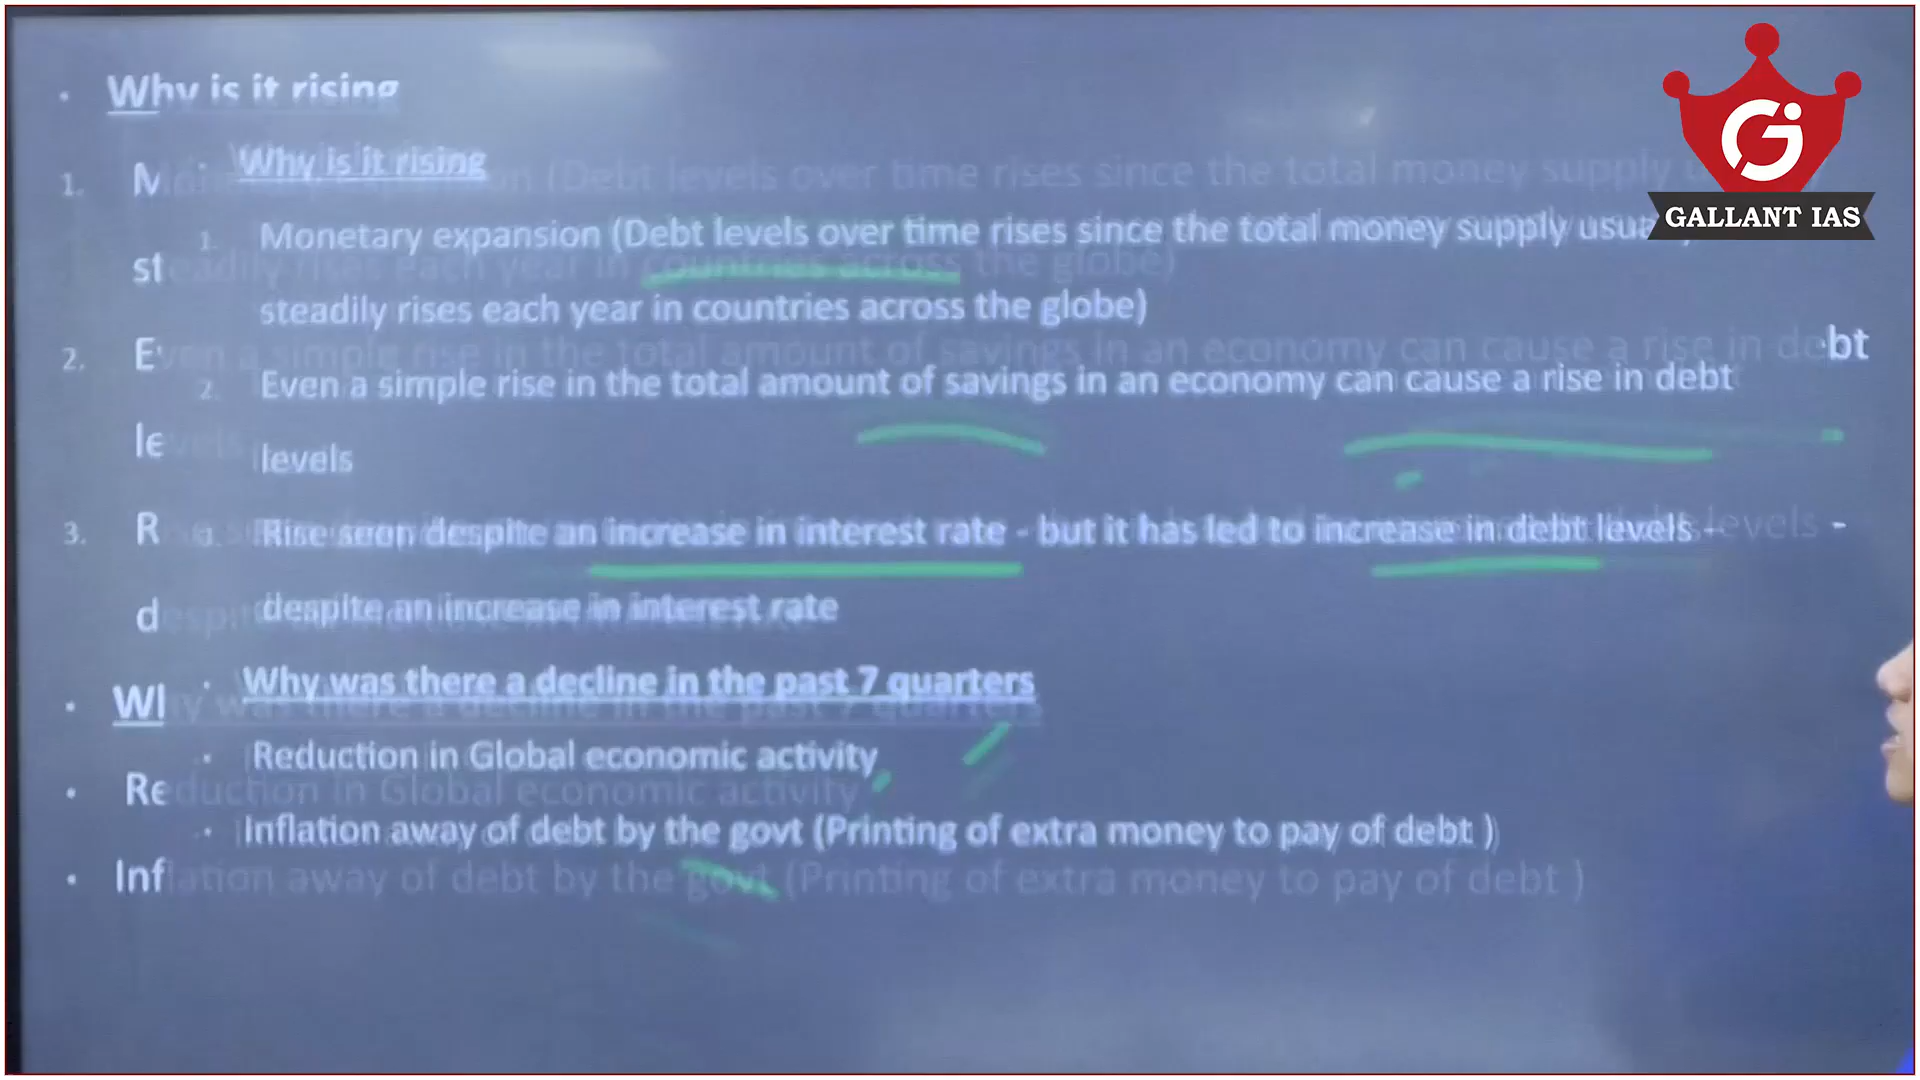 Why is it rising
1. Monetary expansion (Debt levels over time rises since the total money supply
steadily rises each year in countries across the globe)
2. Even a simple rise in the total amount of savings in an economy can cause a rise in debt
levels
3. Rise seen despite an increase in interest rate - but it has led to increase in debt levels -
despite an increase in interest rate
• Why was there a decline in the past 7 quarters
• Reduction in Global economic activity
• Inflation away of debt by the govt (Printing of extra money to pay of debt )
GALLANT IAS